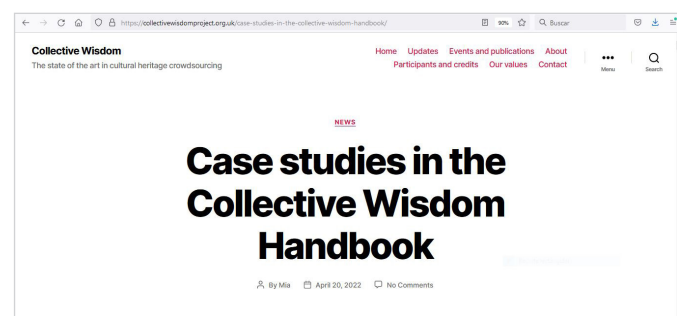 https://collectivewisdomproject.org.uk/case-studies-in-the-collective-wisdom-handbook/ 90% Buscar
Collective Wisdom
The state of the art in cultural heritage crowdsourcing
Home Updates Events and publications About
Participants and credits Our values Contact
Menu Search
NEWS
Case studies in the
Collective Wisdom
Handbook
By Mia April 20, 2022 No Comments